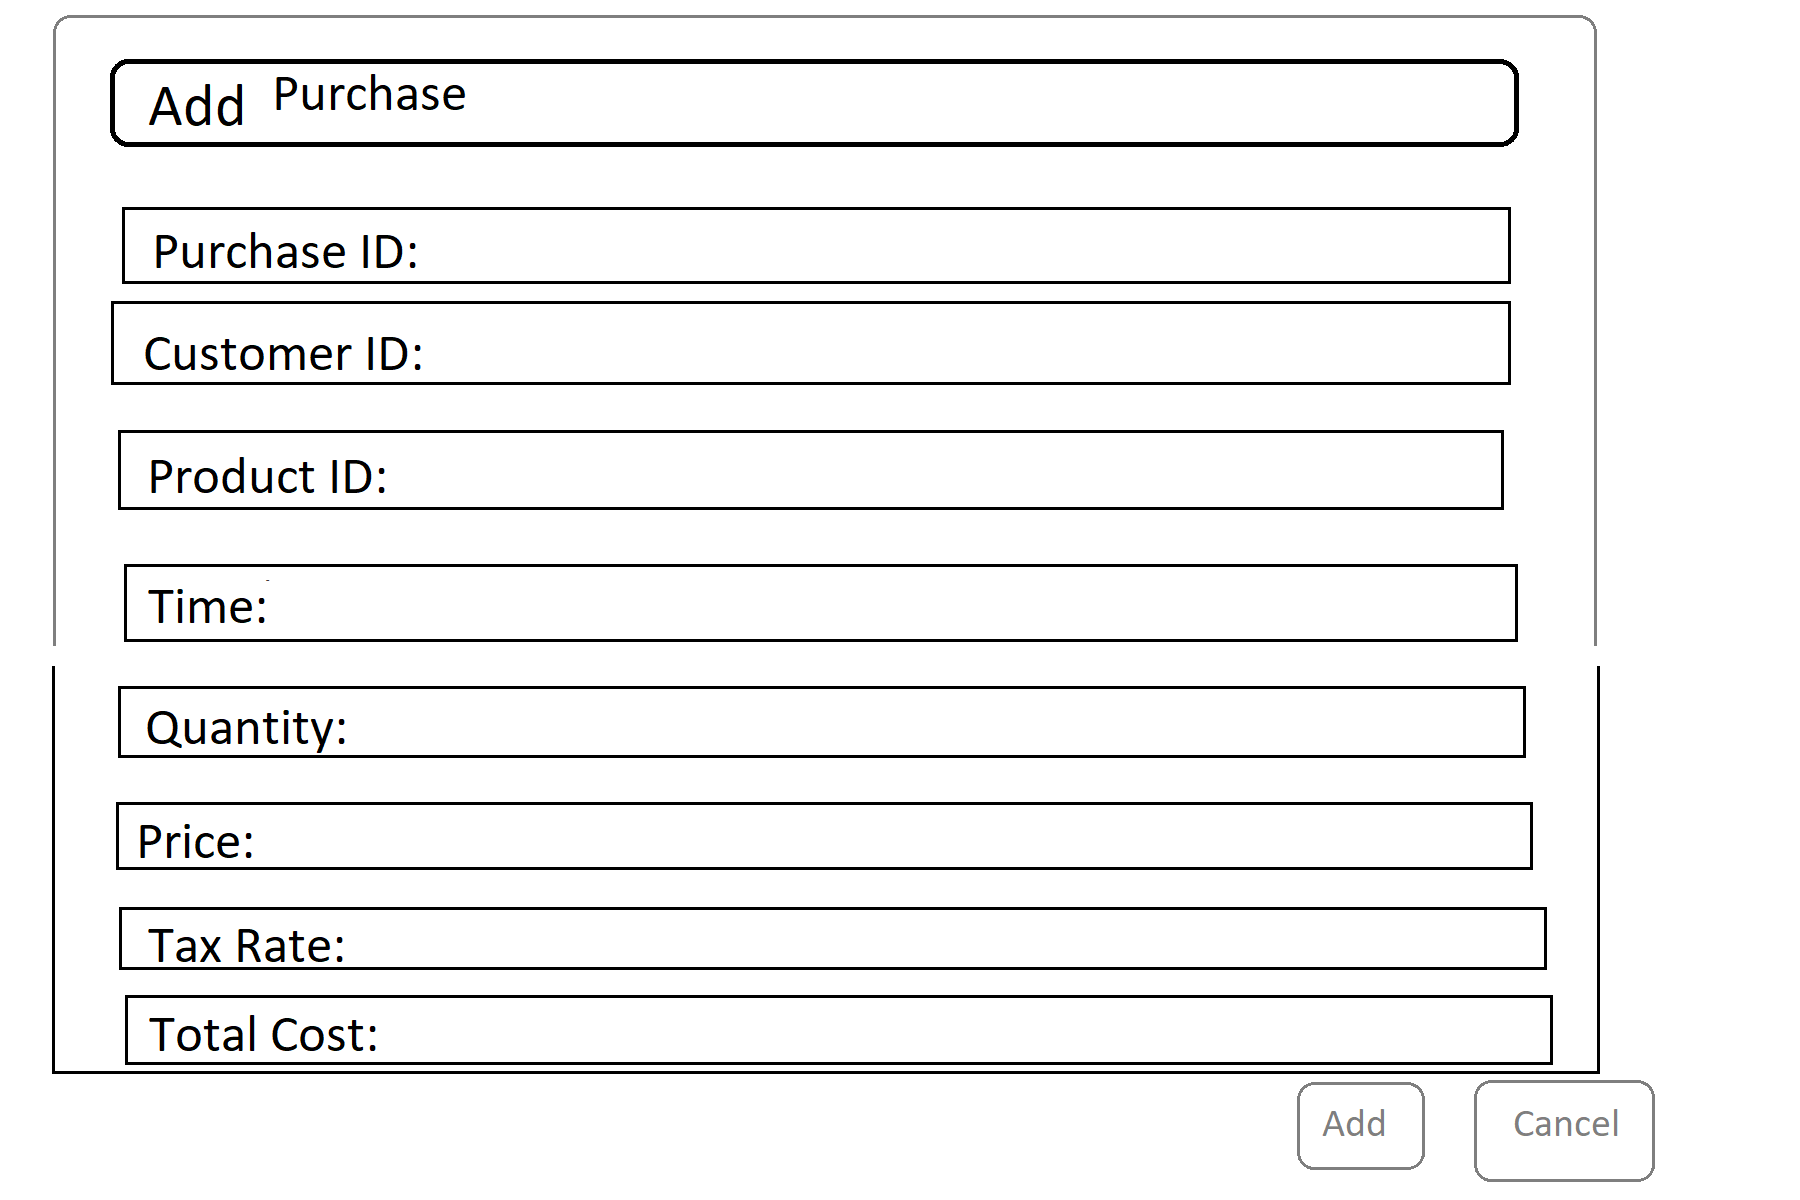 Add Purchase
Purchase ID:
Customer ID:
Product ID:
Time:
Quantity:
Price:
Tax Rate:
Total Cost:
Add Cancel